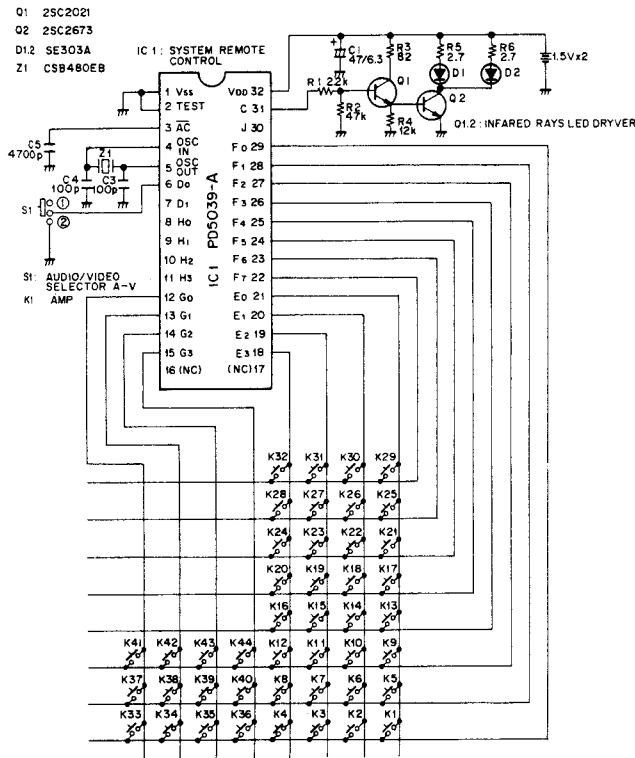 Q1 2SC2021
Q2 2SC2673
D1.2 SE303A
Z1 CSB480EB
IC 1 : SYSTEM REMOTE
CONTROL
C1
47/6.3
R3
82
R5
2.7
R6
2.7
1.5V x2
D1
D2
R1 2.2k
Q1
Q2
R2
47k
R4
12k
Q1.2 : INFARED RAYS LED DRYVER
C5
4700p
Z1
C4
100p
C3
100p
S1
①
②
S1: AUDIO/VIDEO
SELECTOR A-V
K1 AMP
IC1 PD5039-A
1 Vss
VDD 32
2 TEST
C 31
3 AC
J 30
4 OSC
IN
F0 29
5 OSC
OUT
F1 28
6 D0
F2 27
7 D1
F3 26
8 H0
F4 25
9 H1
F5 24
10 H2
F6 23
11 H3
F7 22
12 G0
E0 21
13 G1
E1 20
14 G2
E2 19
15 G3
E3 18
16 (NC)
(NC) 17
K32 K31 K30 K29
K28 K27 K26 K25
K24 K23 K22 K21
K20 K19 K18 K17
K16 K15 K14 K13
K41 K42 K43 K44 K12 K11 K10 K9
K37 K38 K39 K40 K8 K7 K6 K5
K33 K34 K35 K36 K4 K3 K2 K1